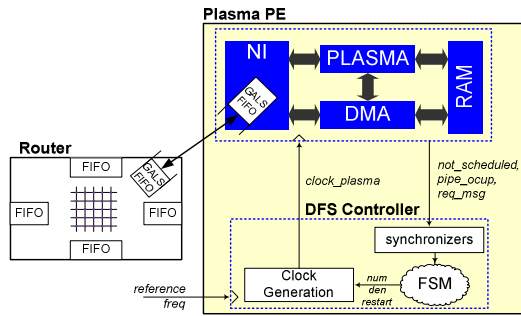 Plasma PE
NI
GALS
FIFO
PLASMA
DMA
RAM
Router
FIFO
GALS
FIFO
FIFO
FIFO
FIFO
clock_plasma
not_scheduled,
pipe_ocup,
req_msg
DFS Controller
synchronizers
Clock
Generation
num
den
restart
FSM
reference
freq